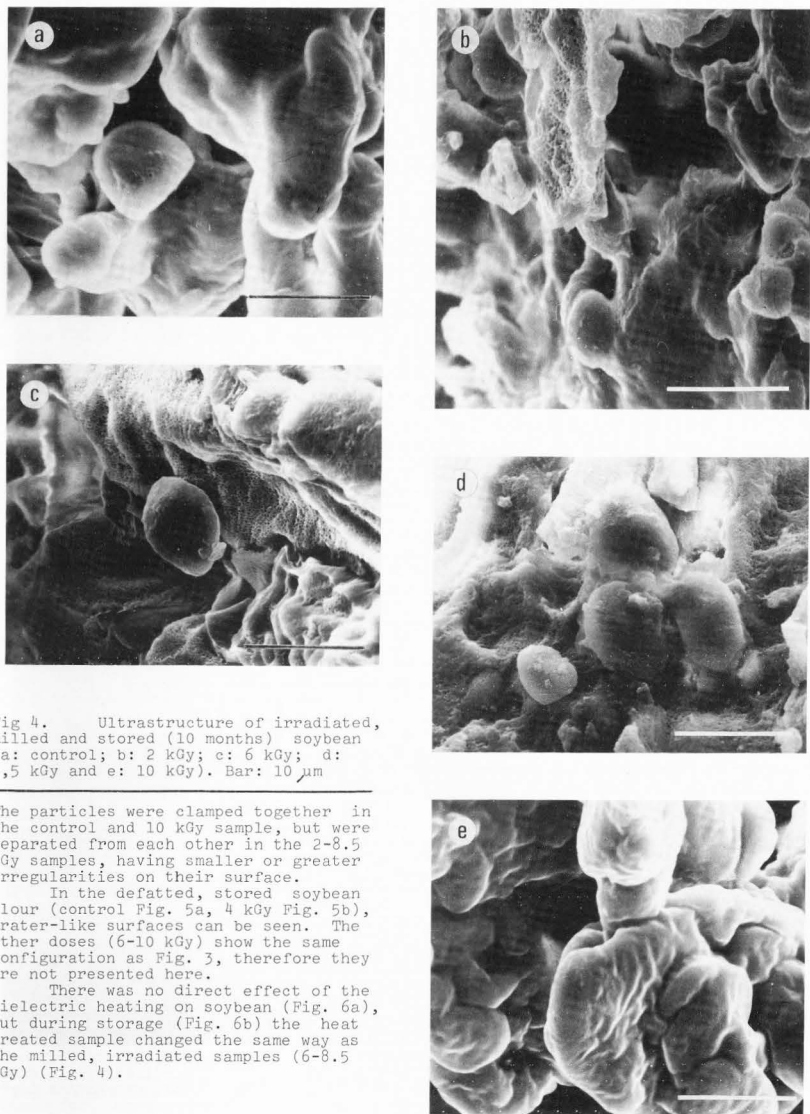 a
b
c
d
e
ig 4. Ultrastructure of irradiated,
illed and stored (10 months) soybean
a: control; b: 2 kGy; c: 6 kGy; d:
,5 kGy and e: 10 kGy). Bar: 10 µm
he particles were clamped together in
he control and 10 kGy sample, but were
eparated from each other in the 2-8.5
Gy samples, having smaller or greater
rregularities on their surface.
In the defatted, stored soybean
lour (control Fig. 5a, 4 kGy Fig. 5b),
rater-like surfaces can be seen. The
ther doses (6-10 kGy) show the same
onfiguration as Fig. 3, therefore they
re not presented here.
There was no direct effect of the
ielectric heating on soybean (Fig. 6a),
ut during storage (Fig. 6b) the heat
reated sample changed the same way as
he milled, irradiated samples (6-8.5
Gy) (Fig. 4).